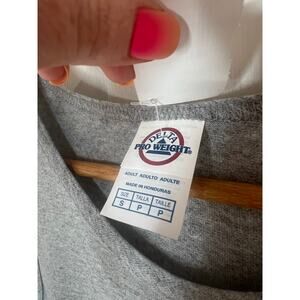 DELTA
PRO WEIGHT
ADULT ADULTO ADULTE
MADE IN HONDURAS
SIZE TALLA TAILLE
S P P